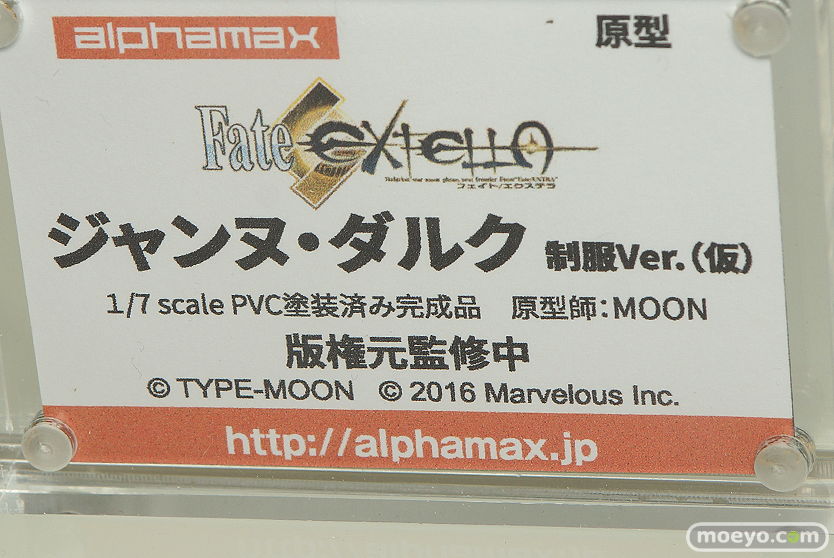 alphamax
原型
Fate/EXTELLA
フェイト/エクステラ
ジャンヌ・ダルク 制服Ver.(仮)
1/7 scale PVC塗装済み完成品 原型師:MOON
版権元監修中
© TYPE-MOON © 2016 Marvelous Inc.
http://alphamax.jp
moeyo.com